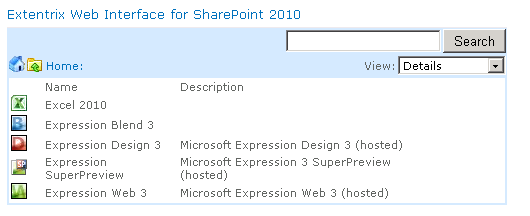 Extentrix Web Interface for SharePoint 2010
Search
Home: View: Details
Name Description
Excel 2010
Expression Blend 3
Expression Design 3 Microsoft Expression Design 3 (hosted)
Expression Microsoft Expression 3 SuperPreview
SuperPreview (hosted)
Expression Web 3 Microsoft Expression Web 3 (hosted)